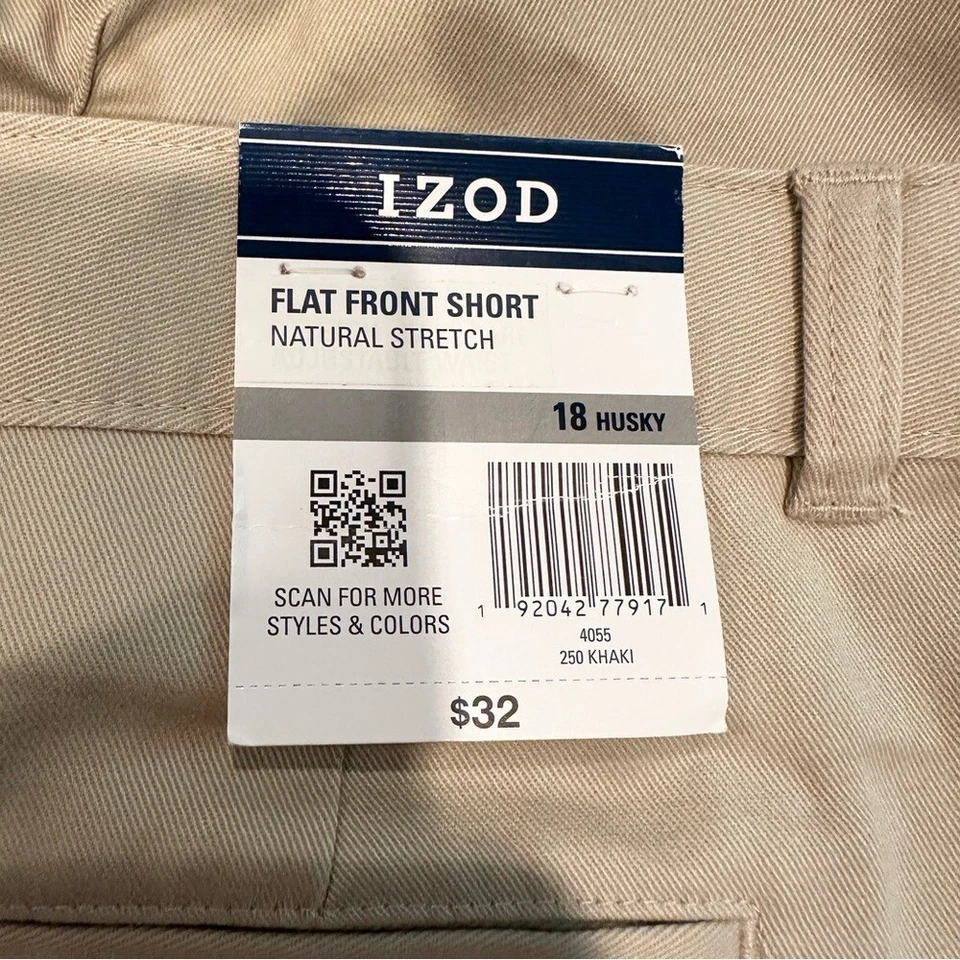 IZOD
FLAT FRONT SHORT
NATURAL STRETCH
18 HUSKY
SCAN FOR MORE
STYLES & COLORS
1 92042 77917 1
4055
250 KHAKI
$32